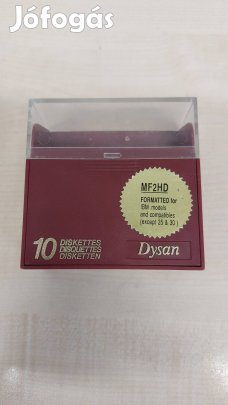 Jófogás
MF2HD
FORMATTED for
IBM models
and compatibles
(except 25 & 30)
10 DISKETTES
DISQUETTES
DISKETTEN
Dysan